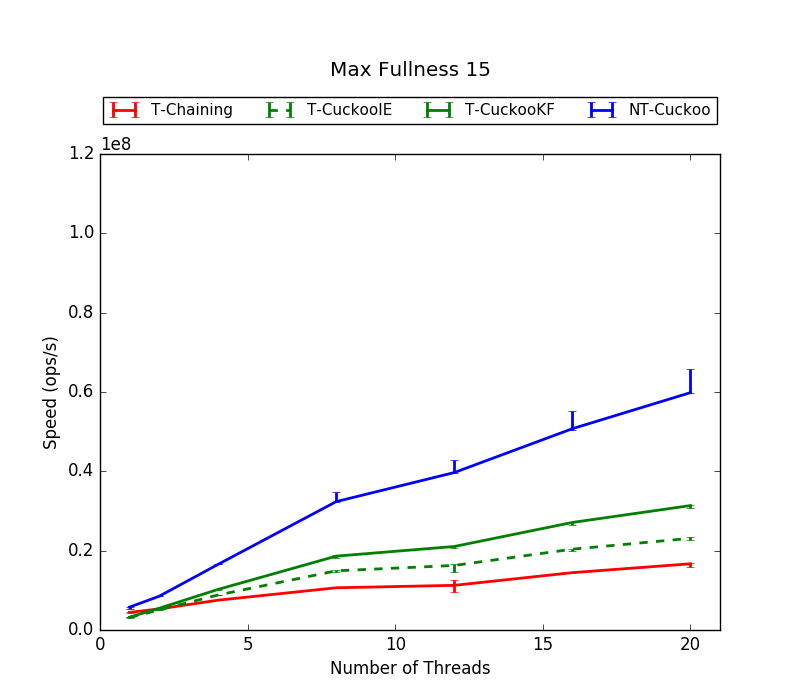 Max Fullness 15
T-Chaining T-CuckooIE T-CuckooKF NT-Cuckoo
1e8
1.2
1.0
0.8
0.6
0.4
0.2
0.0
Speed (ops/s)
0 5 10 15 20
Number of Threads